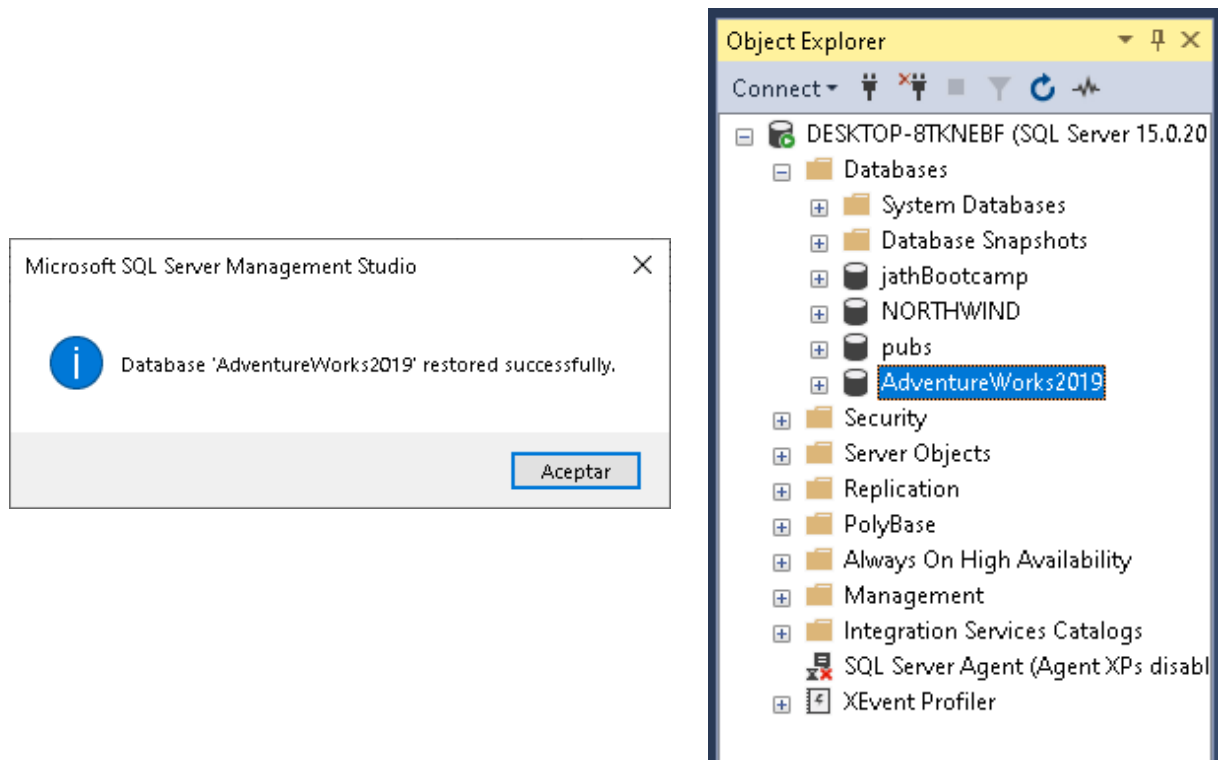 Microsoft SQL Server Management Studio
Database 'AdventureWorks2019' restored successfully.
Aceptar
Object Explorer
Connect
DESKTOP-8TKNEBF (SQL Server 15.0.20
Databases
System Databases
Database Snapshots
jathBootcamp
NORTHWIND
pubs
AdventureWorks2019
Security
Server Objects
Replication
PolyBase
Always On High Availability
Management
Integration Services Catalogs
SQL Server Agent (Agent XPs disabl
XEvent Profiler